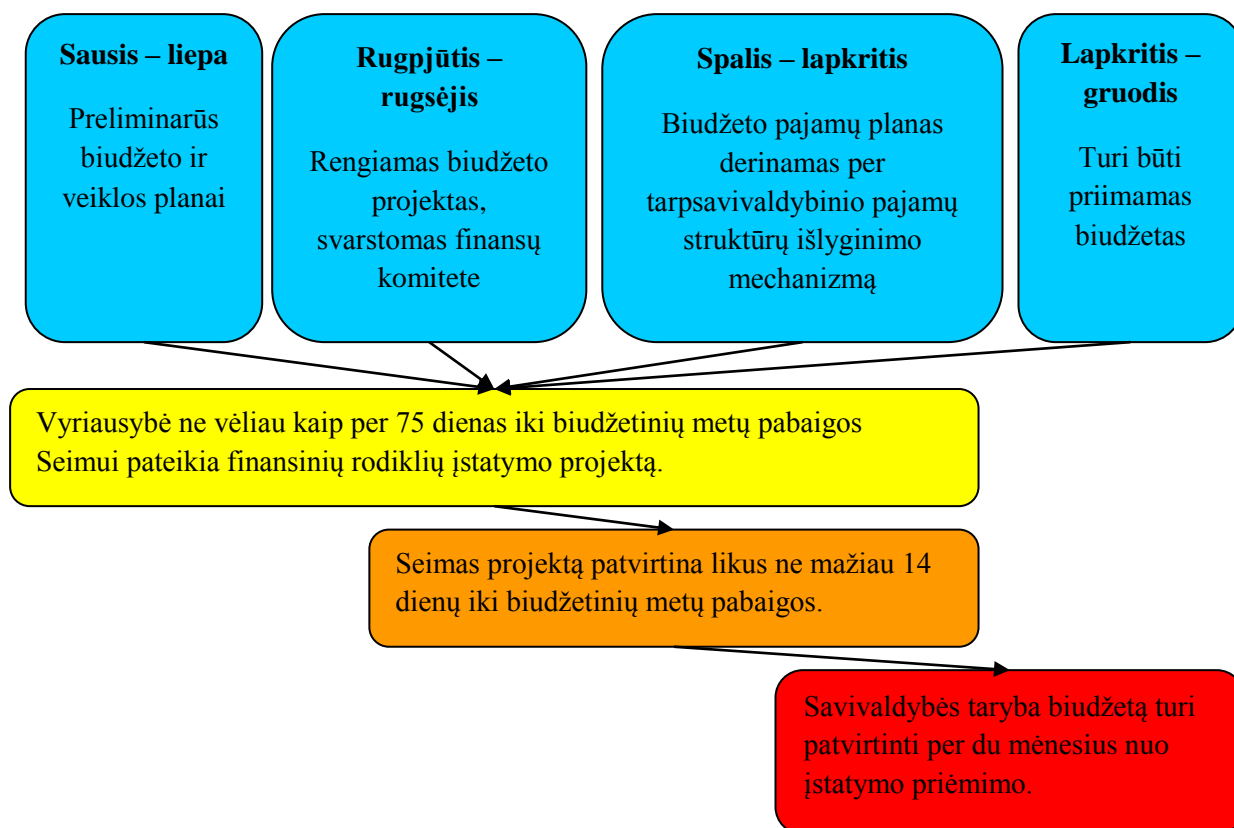 Sausis – liepa
Preliminarūs
biudžeto ir
veiklos planai
Rugpjūtis –
rugsėjis
Rengiamas biudžeto
projektas,
svarstomas finansų
komitete
Spalis – lapkritis
Biudžeto pajamų planas
derinamas per
tarpsavivaldybinio pajamų
struktūrų išlyginimo
mechanizmą
Lapkritis –
gruodis
Turi būti
priimamas
biudžetas
Vyriausybė ne vėliau kaip per 75 dienas iki biudžetinių metų pabaigos
Seimui pateikia finansinių rodiklių įstatymo projektą.
Seimas projektą patvirtina likus ne mažiau 14
dienų iki biudžetinių metų pabaigos.
Savivaldybės taryba biudžetą turi
patvirtinti per du mėnesius nuo
įstatymo priėmimo.